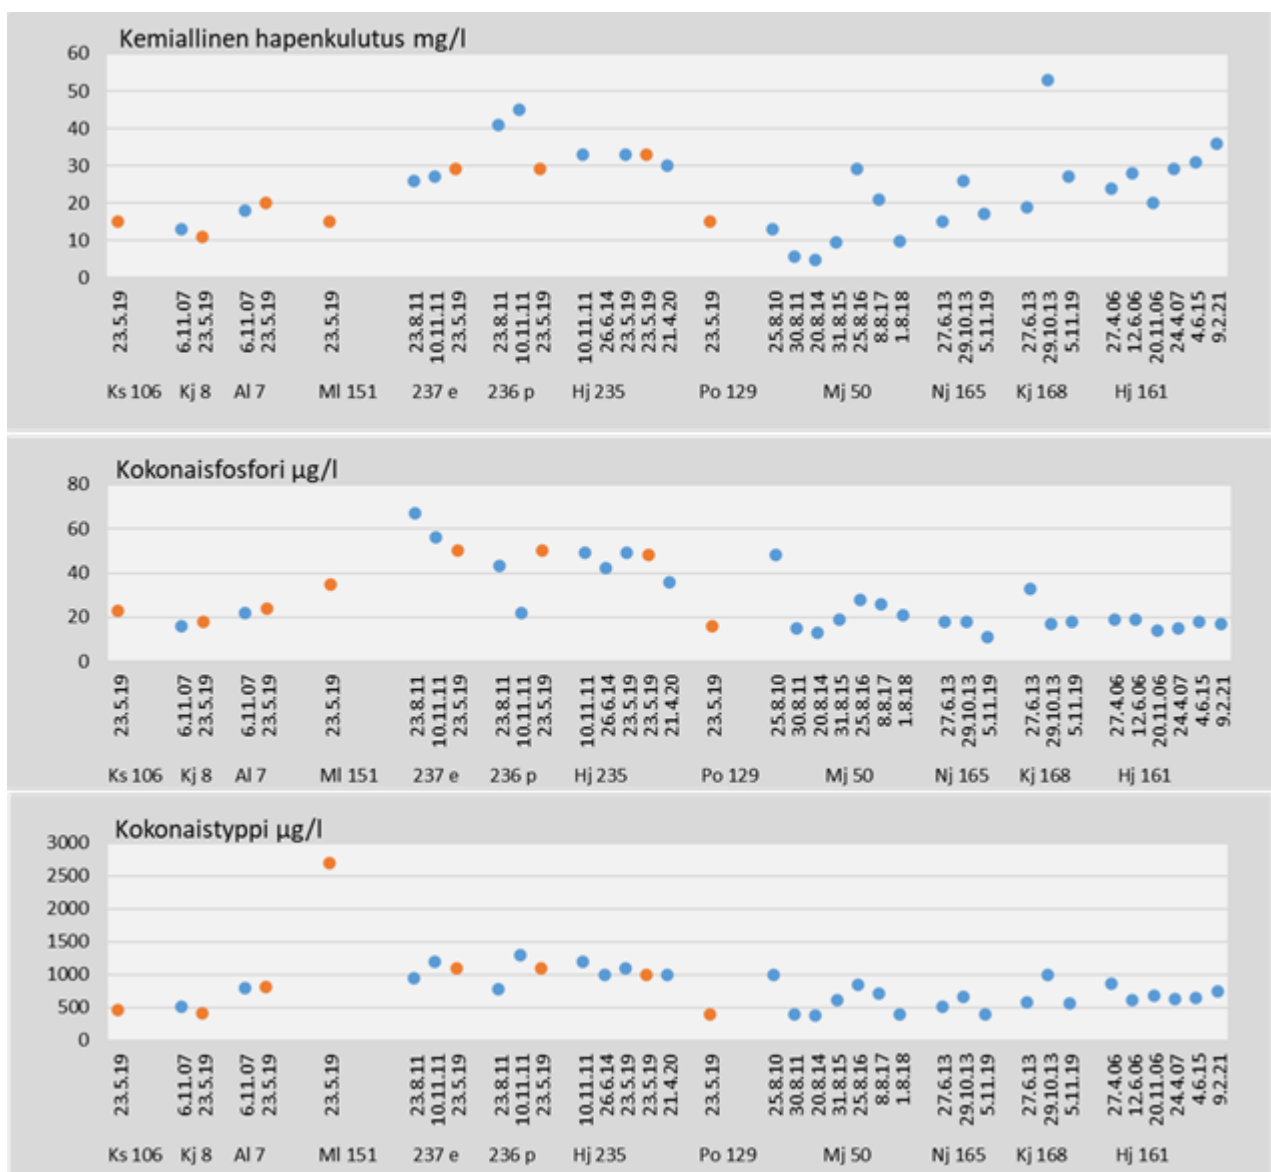 Kemiallinen hapenkulutus mg/l
60
50
40
30
20
10
0
23.5.19 6.11.07 23.5.19 6.11.07 23.5.19 23.5.19 23.8.11 10.11.11 23.5.19 23.8.11 10.11.11 23.5.19 10.11.11 26.6.14 23.5.19 23.5.19 21.4.20 23.5.19 25.8.10 30.8.11 20.8.14 31.8.15 25.8.16 8.8.17 1.8.18 27.6.13 29.10.13 5.11.19 27.6.13 29.10.13 5.11.19 27.4.06 12.6.06 20.11.06 24.4.07 4.6.15 9.2.21
Ks 106 Kj 8 Al 7 Ml 151 237 e 236 p Hj 235 Po 129 Mj 50 Nj 165 Kj 168 Hj 161
Kokonaisfosfori µg/l
80
60
40
20
0
23.5.19 6.11.07 23.5.19 6.11.07 23.5.19 23.5.19 23.8.11 10.11.11 23.5.19 23.8.11 10.11.11 23.5.19 10.11.11 26.6.14 23.5.19 23.5.19 21.4.20 23.5.19 25.8.10 30.8.11 20.8.14 31.8.15 25.8.16 8.8.17 1.8.18 27.6.13 29.10.13 5.11.19 27.6.13 29.10.13 5.11.19 27.4.06 12.6.06 20.11.06 24.4.07 4.6.15 9.2.21
Ks 106 Kj 8 Al 7 Ml 151 237 e 236 p Hj 235 Po 129 Mj 50 Nj 165 Kj 168 Hj 161
Kokonaistyppi µg/l
3000
2500
2000
1500
1000
500
0
23.5.19 6.11.07 23.5.19 6.11.07 23.5.19 23.5.19 23.8.11 10.11.11 23.5.19 23.8.11 10.11.11 23.5.19 10.11.11 26.6.14 23.5.19 23.5.19 21.4.20 23.5.19 25.8.10 30.8.11 20.8.14 31.8.15 25.8.16 8.8.17 1.8.18 27.6.13 29.10.13 5.11.19 27.6.13 29.10.13 5.11.19 27.4.06 12.6.06 20.11.06 24.4.07 4.6.15 9.2.21
Ks 106 Kj 8 Al 7 Ml 151 237 e 236 p Hj 235 Po 129 Mj 50 Nj 165 Kj 168 Hj 161